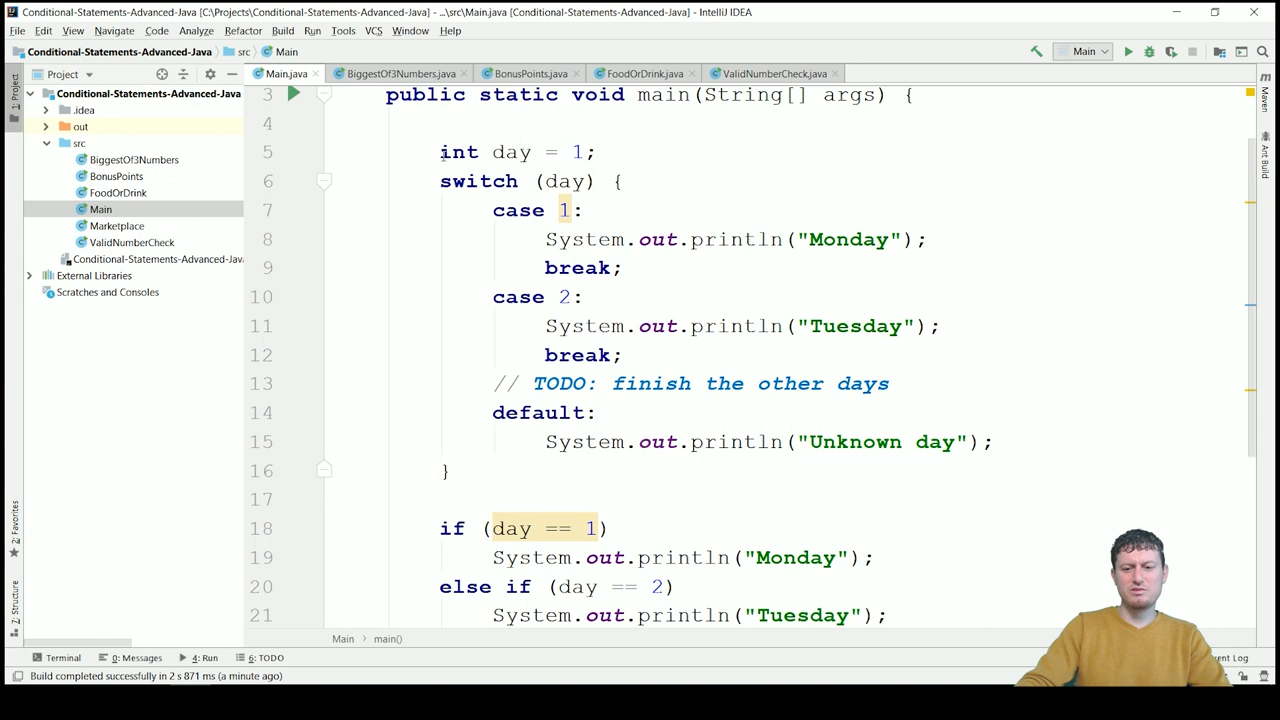 Conditional-Statements-Advanced-Java [C:\Projects\Conditional-Statements-Advanced-Java] - ...\src\Main.java [Conditional-Statements-Advanced-Java] - IntelliJ IDEA
File Edit View Navigate Code Analyze Refactor Build Run Tools VCS Window Help
Conditional-Statements-Advanced-Java src Main
Main
Project
Main.java BiggestOf3Numbers.java BonusPoints.java FoodOrDrink.java ValidNumberCheck.java
1: Project
Conditional-Statements-Advanced-Java
.idea
out
src
BiggestOf3Numbers
BonusPoints
FoodOrDrink
Main
Marketplace
ValidNumberCheck
Conditional-Statements-Advanced-Jav
External Libraries
Scratches and Consoles
2: Favorites
Z: Structure
3 public static void main(String[] args) {
4
5 int day = 1;
6 switch (day) {
7 case 1:
8 System.out.println("Monday");
9 break;
10 case 2:
11 System.out.println("Tuesday");
12 break;
13 // TODO: finish the other days
14 default:
15 System.out.println("Unknown day");
16 }
17
18 if (day == 1)
19 System.out.println("Monday");
20 else if (day == 2)
21 System.out.println("Tuesday");
Main main()
Maven
Ant Build
Terminal 0: Messages 4: Run 6: TODO
vent Log
Build completed successfully in 2 s 871 ms (a minute ago)